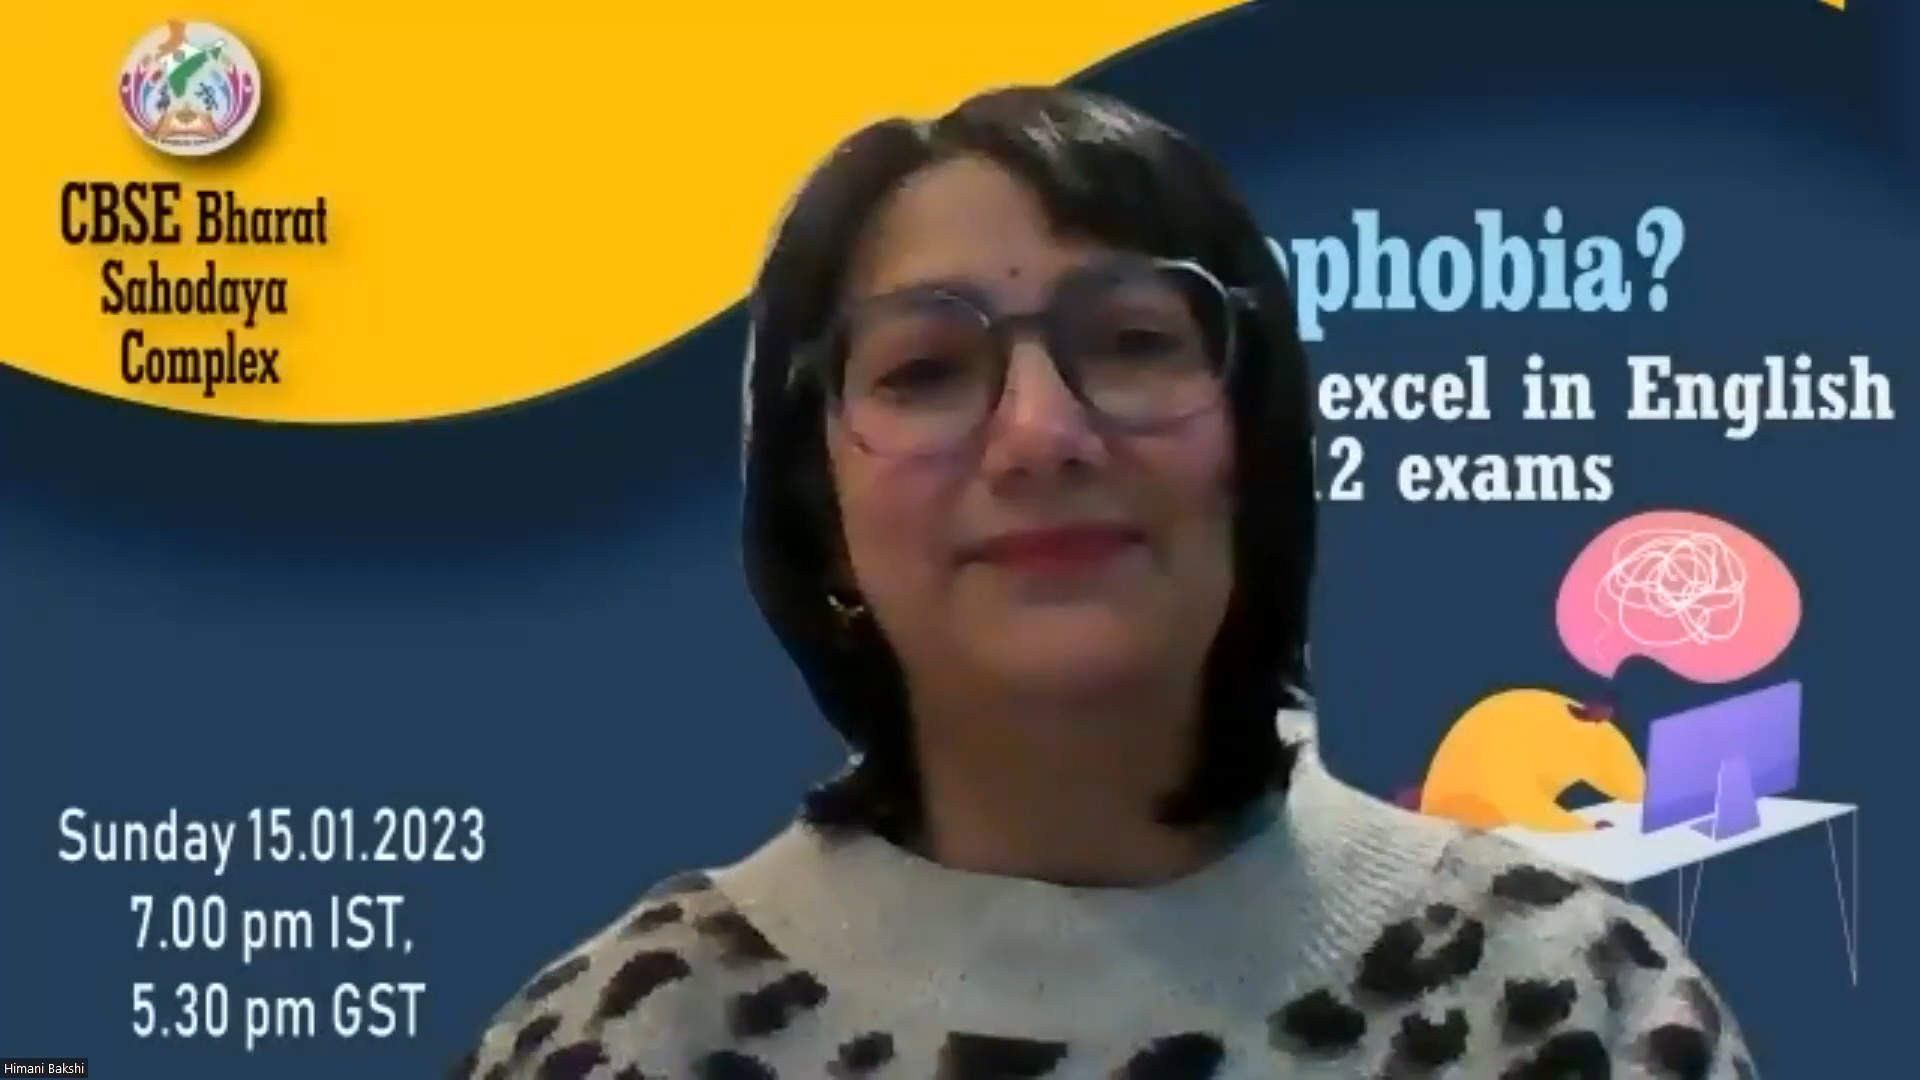 CBSE Bharat
Sahodaya
Complex
phobia?
excel in English
12 exams
Sunday 15.01.2023
7.00 pm IST,
5.30 pm GST
Himani Bakshi